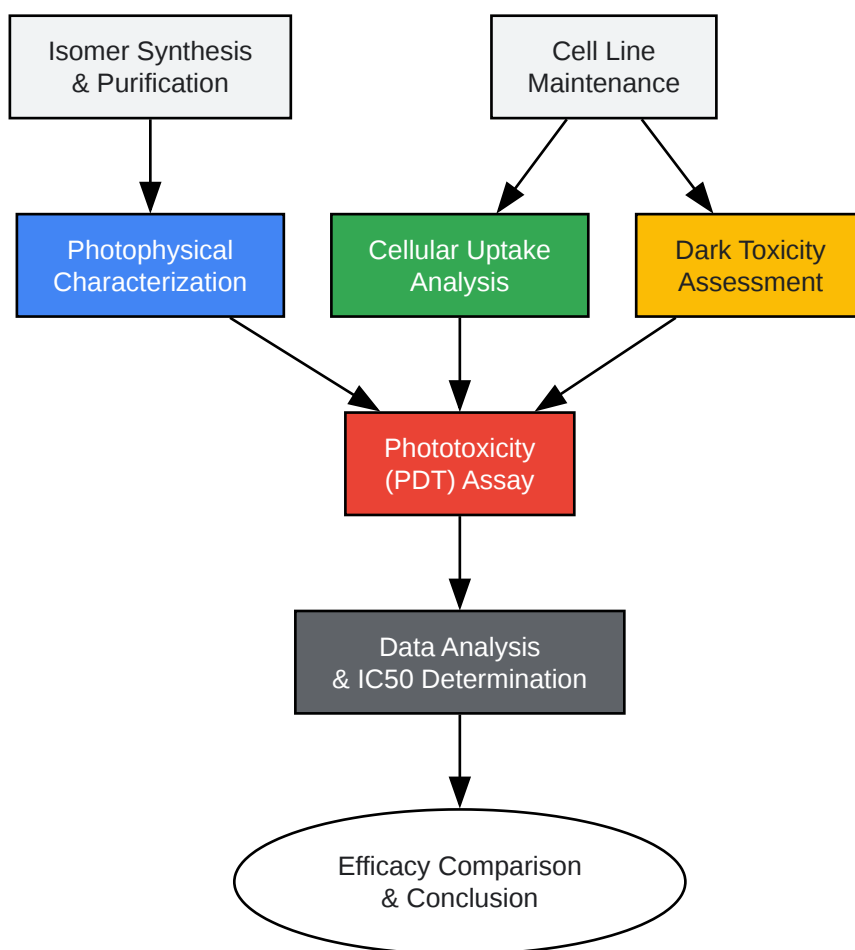 Isomer Synthesis
& Purification
Cell Line
Maintenance
Photophysical
Characterization
Cellular Uptake
Analysis
Dark Toxicity
Assessment
Phototoxicity
(PDT) Assay
Data Analysis
& IC50 Determination
Efficacy Comparison
& Conclusion